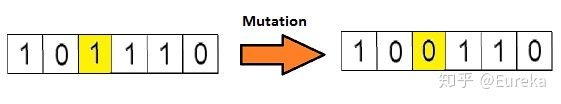 Mutation
1 0 1 1 1 0
1 0 0 1 1 0
知乎 @Eureka